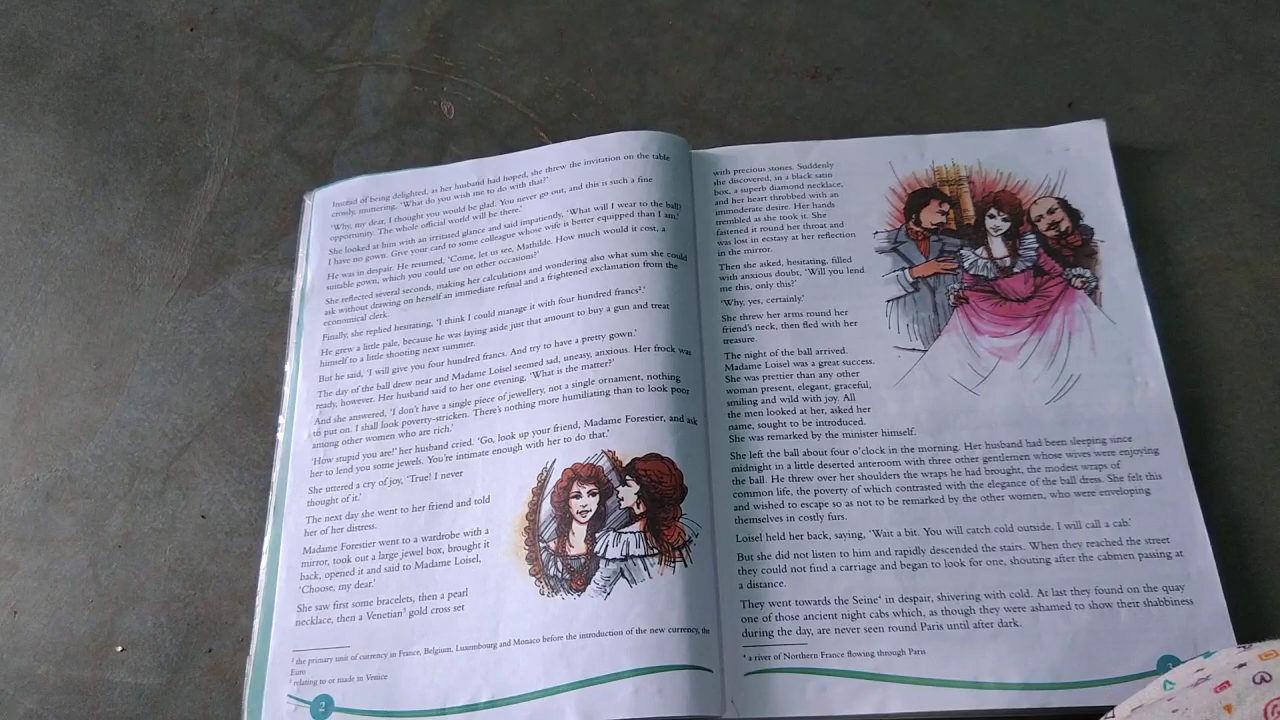 Instead of being delighted, as her husband had hoped, she threw the invitation on the table
crossly, muttering, 'What do you wish me to do with that?'
'Why, my dear, I thought you would be glad. You never go out, and this is such a fine
opportunity. The whole official world will be there.'
She looked at him with an irritated glance and said impatiently, 'What will I wear to the ball?
I have no gown. Give your card to some colleague whose wife is better equipped than I am.'
He was in despair. He resumed, 'Come, let us see, Mathilde. How much would it cost, a
suitable gown, which you could use on other occasions?'
She reflected several seconds, making her calculations and wondering also what sum she could
ask without drawing on herself an immediate refusal and a frightened exclamation from the
economical clerk.
Finally, she replied hesitating, 'I think I could manage it with four hundred francs².'
He grew a little pale, because he was laying aside just that amount to buy a gun and treat
himself to a little shooting next summer.
But he said, 'I will give you four hundred francs. And try to have a pretty gown.'
The day of the ball drew near and Madame Loisel seemed sad, uneasy, anxious. Her frock was
ready, however. Her husband said to her one evening, 'What is the matter?'
And she answered, 'I don't have a single piece of jewellery, not a single ornament, nothing
to put on. I shall look poverty-stricken. There's nothing more humiliating than to look poor
among other women who are rich.'
'How stupid you are!' her husband cried. 'Go, look up your friend, Madame Forestier, and ask
her to lend you some jewels. You're intimate enough with her to do that.'
She uttered a cry of joy, 'True! I never
thought of it.'
The next day she went to her friend and told
her of her distress.
Madame Forestier went to a wardrobe with a
mirror, took out a large jewel box, brought it
back, opened it and said to Madame Loisel,
'Choose, my dear.'
She saw first some bracelets, then a pearl
necklace, then a Venetian³ gold cross set
² the primary unit of currency in France, Belgium, Luxembourg and Monaco before the introduction of the new currency, the
Euro
³ relating to or made in Venice
2
with precious stones. Suddenly
she discovered, in a black satin
box, a superb diamond necklace,
and her heart throbbed with an
immoderate desire. Her hands
trembled as she took it. She
fastened it round her throat and
was lost in ecstasy at her reflection
in the mirror.
Then she asked, hesitating, filled
with anxious doubt, 'Will you lend
me this, only this?'
'Why, yes, certainly.'
She threw her arms round her
friend's neck, then fled with her
treasure.
The night of the ball arrived.
Madame Loisel was a great success.
She was prettier than any other
woman present, elegant, graceful,
smiling and wild with joy. All
the men looked at her, asked her
name, sought to be introduced.
She was remarked by the minister himself.
She left the ball about four o'clock in the morning. Her husband had been sleeping since
midnight in a little deserted anteroom with three other gentlemen whose wives were enjoying
the ball. He threw over her shoulders the wraps he had brought, the modest wraps of
common life, the poverty of which contrasted with the elegance of the ball dress. She felt this
and wished to escape so as not to be remarked by the other women, who were enveloping
themselves in costly furs.
Loisel held her back, saying, 'Wait a bit. You will catch cold outside. I will call a cab.'
But she did not listen to him and rapidly descended the stairs. When they reached the street
they could not find a carriage and began to look for one, shouting after the cabmen passing at
a distance.
They went towards the Seine⁴ in despair, shivering with cold. At last they found on the quay
one of those ancient night cabs which, as though they were ashamed to show their shabbiness
during the day, are never seen round Paris until after dark.
⁴ a river of Northern France flowing through Paris
3